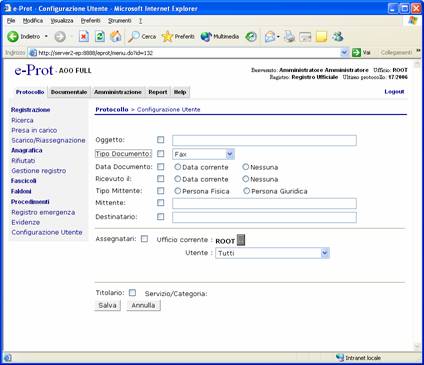 e-Prot - Configurazione Utente - Microsoft Internet Explorer
File Modifica Visualizza Preferiti Strumenti ?
Indietro Cerca Preferiti Multimedia
Indirizzo http://server2-ep:8888/eprot/menu.do?id=132 Vai Collegamenti
e-Prot - AOO FULL
Benvenuto: Amministratore Amministratore Ufficio: ROOT
Registro: Registro Ufficiale Ultimo protocollo: 17/2006
Protocollo Documentale Amministrazione Report Help Logout
Registrazione
Ricerca
Presa in carico
Scarico/Riassegnazione
Anagrafica
Rifiutati
Gestione registro
Fascicoli
Faldoni
Procedimenti
Registro emergenza
Evidenze
Configurazione Utente
Protocollo > Configurazione Utente
Oggetto:
Tipo Documento: Fax
Data Documento: Data corrente Nessuna
Ricevuto il: Data corrente Nessuna
Tipo Mittente: Persona Fisica Persona Giuridica
Mittente:
Destinatario:
Assegnatari: Ufficio corrente : ROOT
Utente : Tutti
Titolario: Servizio/Categoria:
Salva Annulla
Intranet locale